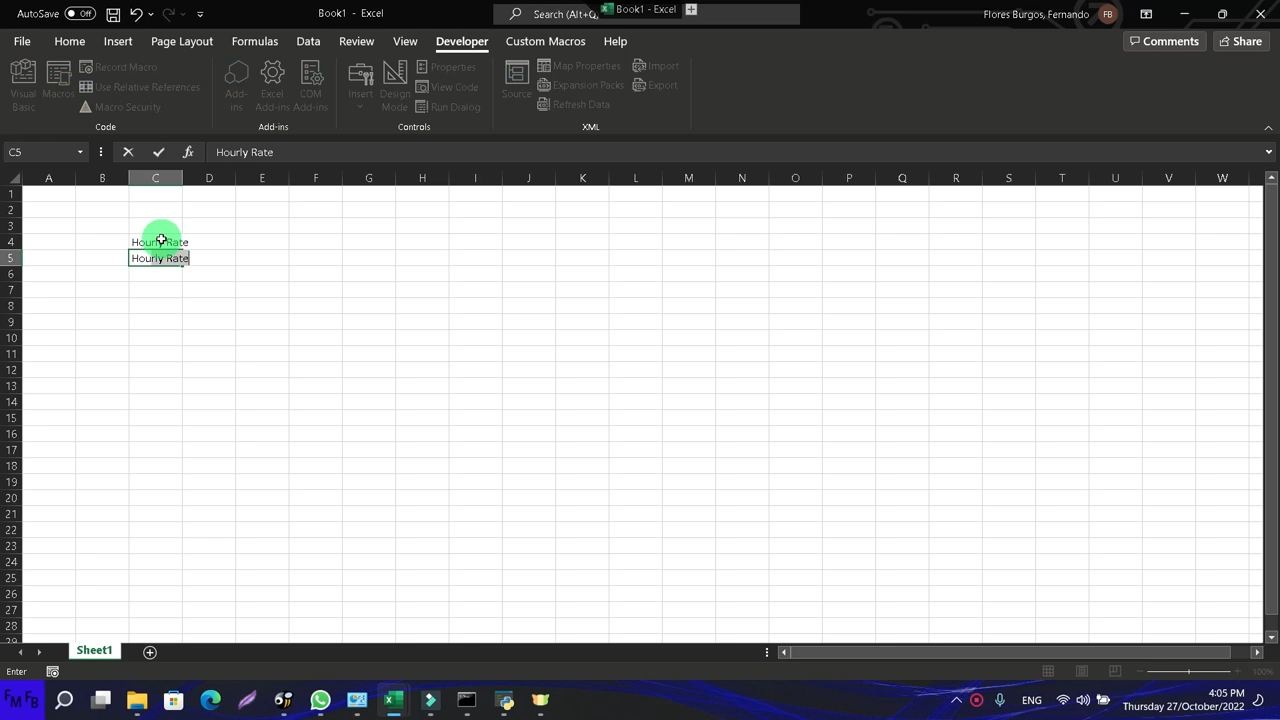 AutoSave Off Book1 - Excel Search (Alt+Q) Book1 - Excel Flores Burgos, Fernando FB
File Home Insert Page Layout Formulas Data Review View Developer Custom Macros Help Comments Share
Visual Basic
Macros
Record Macro
Use Relative References
Macro Security
Code
Add-ins
Excel Add-ins
COM Add-ins
Add-ins
Insert
Design Mode
Properties
View Code
Run Dialog
Controls
Source
Map Properties
Expansion Packs
Refresh Data
Import
Export
XML
C5 fx Hourly Rate
A B C D E F G H I J K L M N O P Q R S T U V W
1
2
3
4 Hourly Rate
5 Hourly Rate
6
7
8
9
10
11
12
13
14
15
16
17
18
19
20
21
22
23
24
25
26
27
28
29
Sheet1
Enter 100%
FM FB ENG 4:05 PM
Thursday 27/October/2022